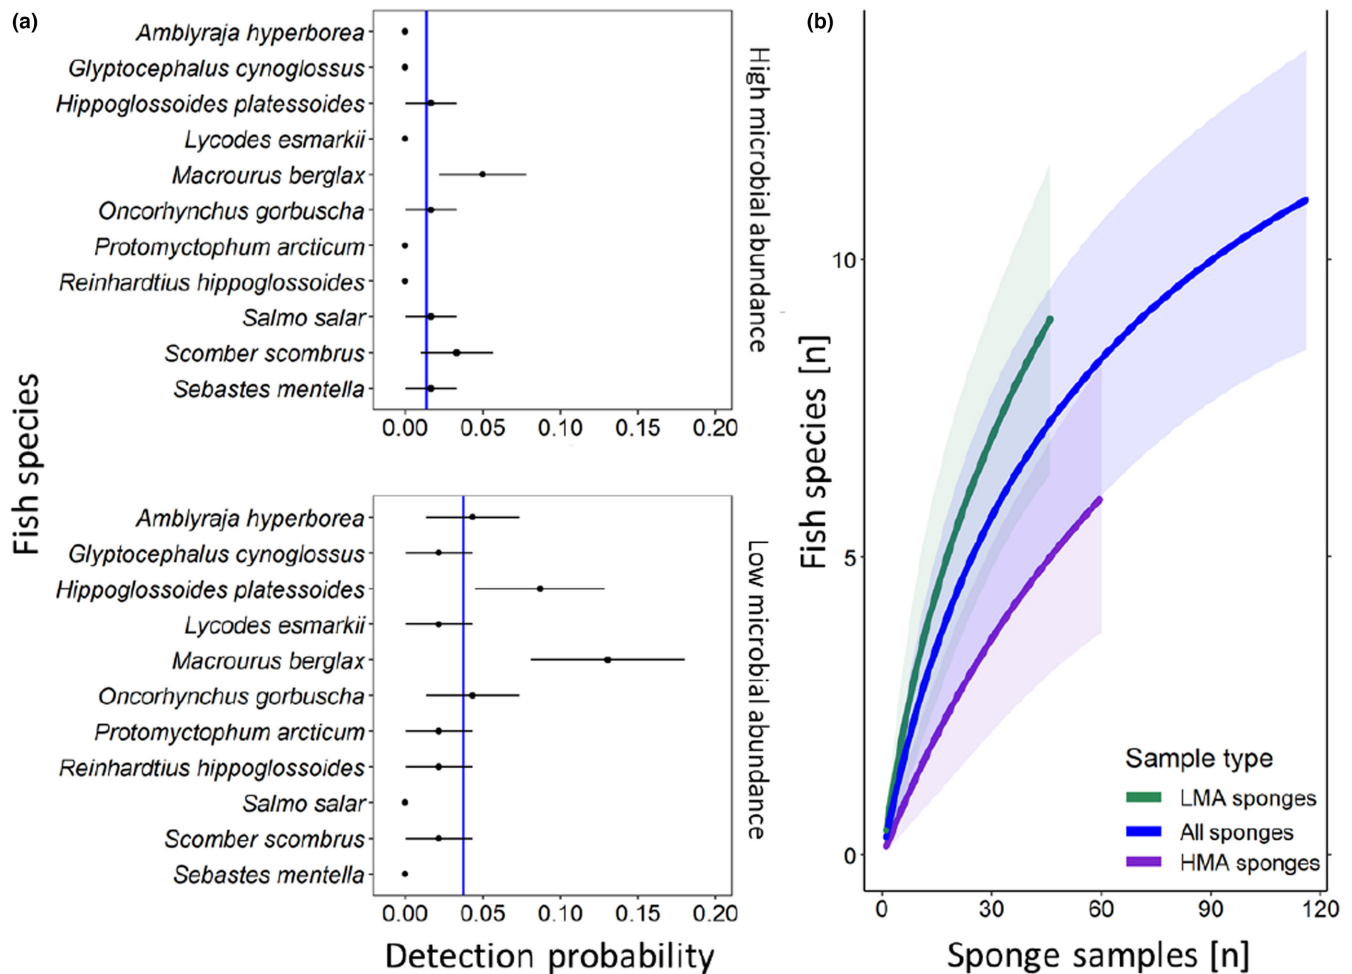 (a)
Fish species
Amblyraja hyperborea
Glyptocephalus cynoglossus
Hippoglossoides platessoides
Lycodes esmarkii
Macrourus berglax
Oncorhynchus gorbuscha
Protomyctophum arcticum
Reinhardtius hippoglossoides
Salmo salar
Scomber scombrus
Sebastes mentella
0.00 0.05 0.10 0.15 0.20
High microbial abundance
Amblyraja hyperborea
Glyptocephalus cynoglossus
Hippoglossoides platessoides
Lycodes esmarkii
Macrourus berglax
Oncorhynchus gorbuscha
Protomyctophum arcticum
Reinhardtius hippoglossoides
Salmo salar
Scomber scombrus
Sebastes mentella
0.00 0.05 0.10 0.15 0.20
Low microbial abundance
Detection probability
(b)
Fish species [n]
10
5
0
Sample type
LMA sponges
All sponges
HMA sponges
0 30 60 90 120
Sponge samples [n]